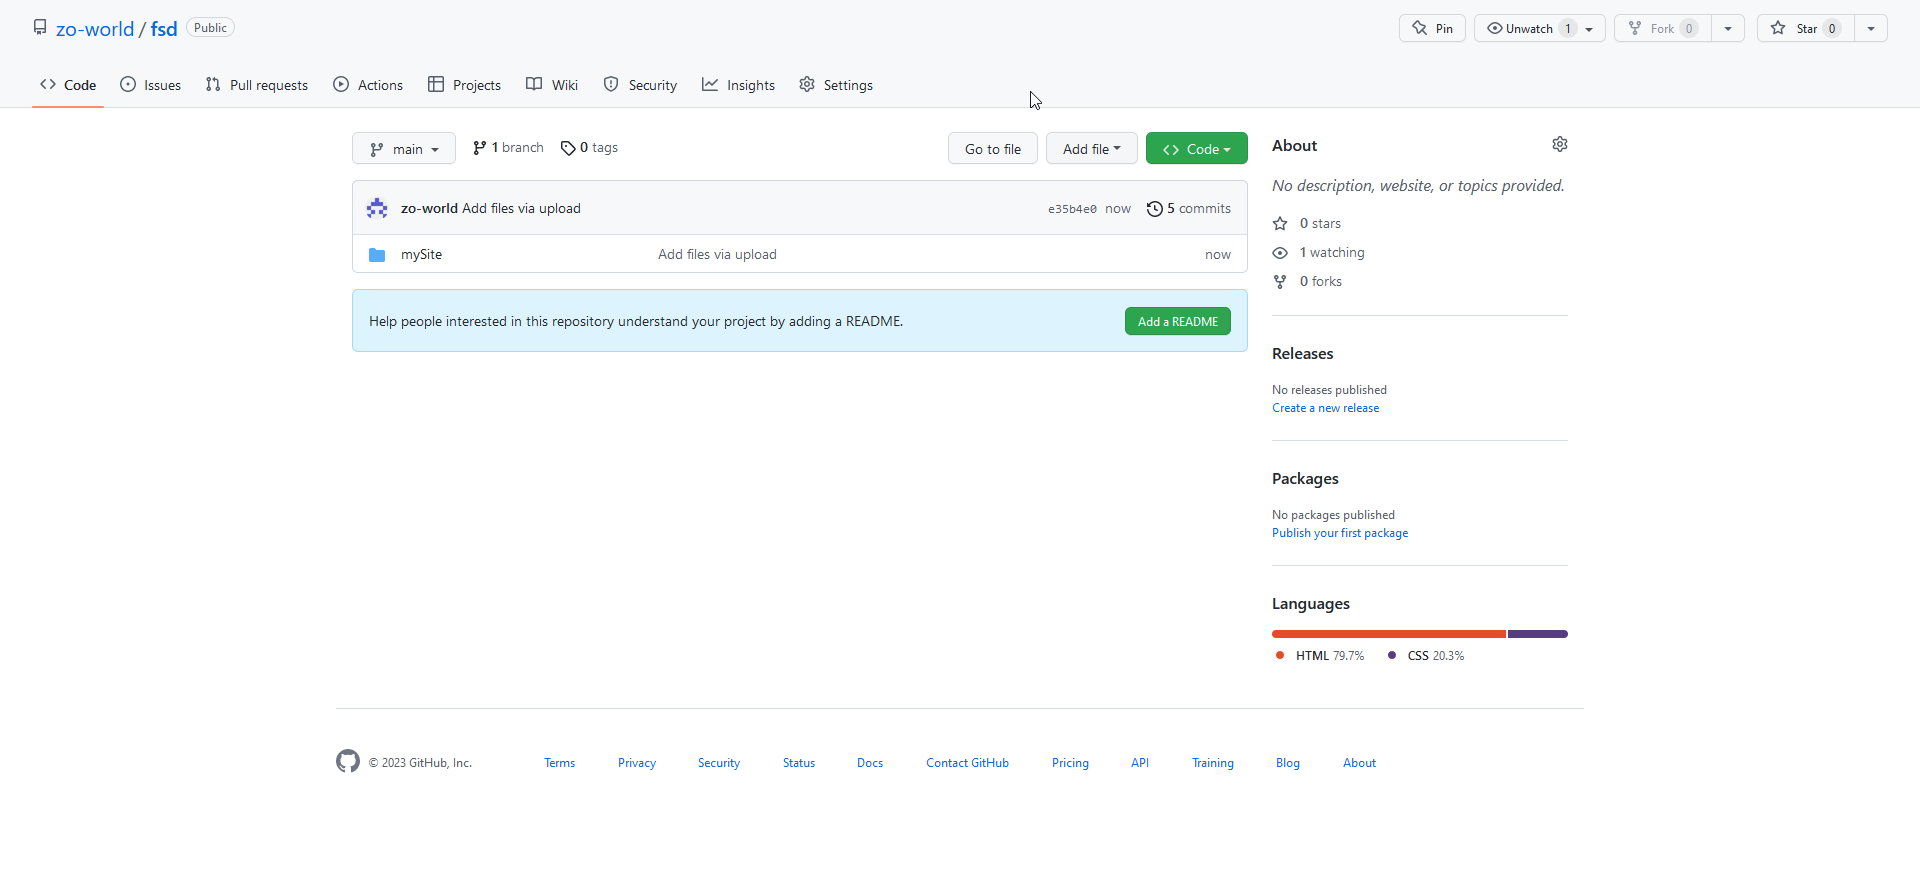 zo-world / fsd Public
Pin Unwatch 1 Fork 0 Star 0
Code Issues Pull requests Actions Projects Wiki Security Insights Settings
main 1 branch 0 tags Go to file Add file Code
zo-world Add files via upload e35b4e0 now 5 commits
mySite Add files via upload now
Help people interested in this repository understand your project by adding a README. Add a README
About
No description, website, or topics provided.
0 stars
1 watching
0 forks
Releases
No releases published
Create a new release
Packages
No packages published
Publish your first package
Languages
HTML 79.7% CSS 20.3%
© 2023 GitHub, Inc. Terms Privacy Security Status Docs Contact GitHub Pricing API Training Blog About